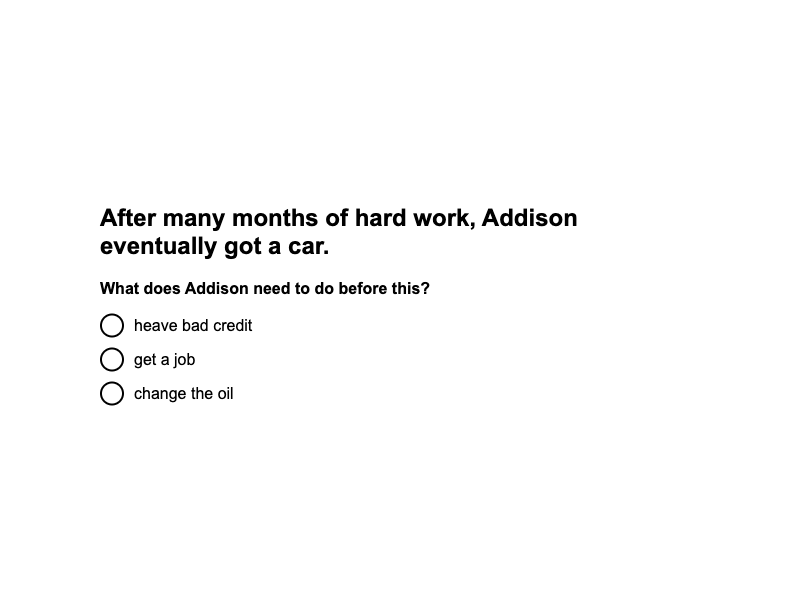 After many months of hard work, Addison
eventually got a car.
What does Addison need to do before this?
heave bad credit
get a job
change the oil